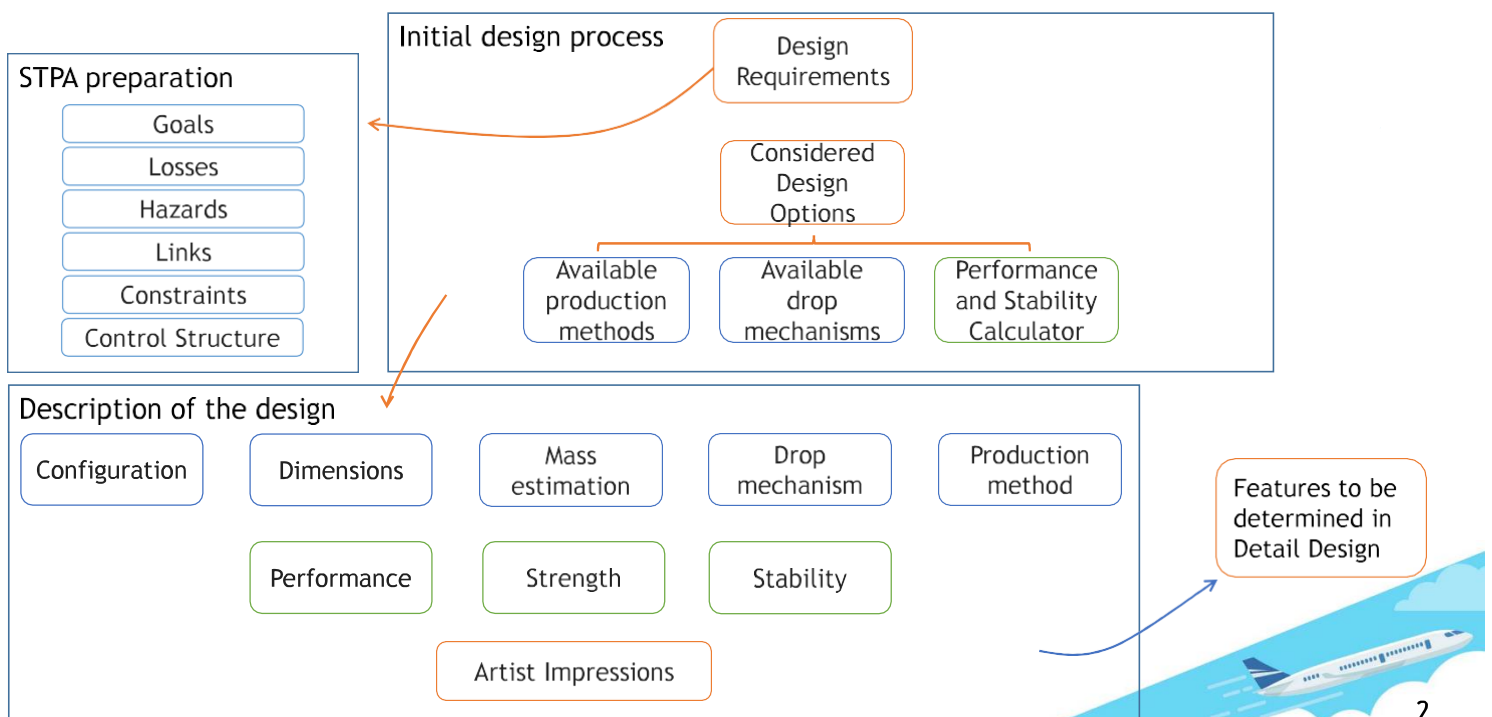 Initial design process
Design
Requirements
Considered
Design
Options
Available
production
methods
Available
drop
mechanisms
Performance
and Stability
Calculator
STPA preparation
Goals
Losses
Hazards
Links
Constraints
Control Structure
Description of the design
Configuration
Dimensions
Mass
estimation
Drop
mechanism
Production
method
Performance
Strength
Stability
Artist Impressions
Features to be
determined in
Detail Design
2